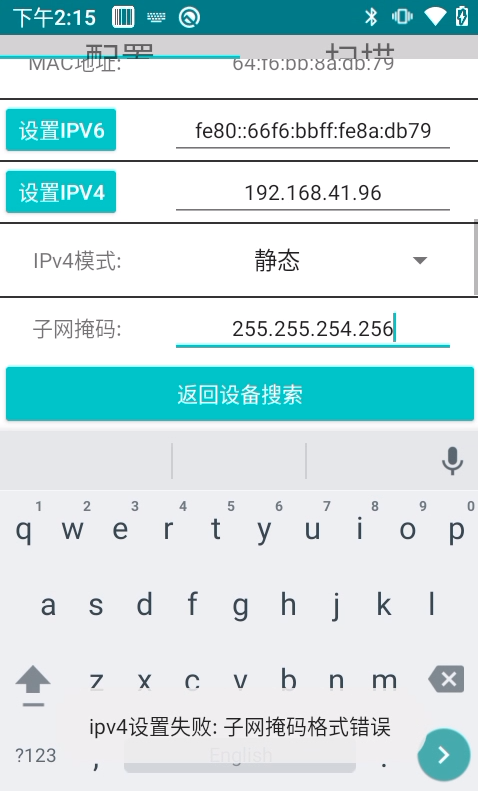 下午2:15
配置 扫描
MAC地址: 64:f6:bb:8a:db:79
设置IPV6 fe80::66f6:bbff:fe8a:db79
设置IPV4 192.168.41.96
IPv4模式: 静态
子网掩码: 255.255.254.256
返回设备搜索
1 2 3 4 5 6 7 8 9 0
q w e r t y u i o p
a s d f g h j k l
z x c v b n m
ipv4设置失败: 子网掩码格式错误
?123 , English .